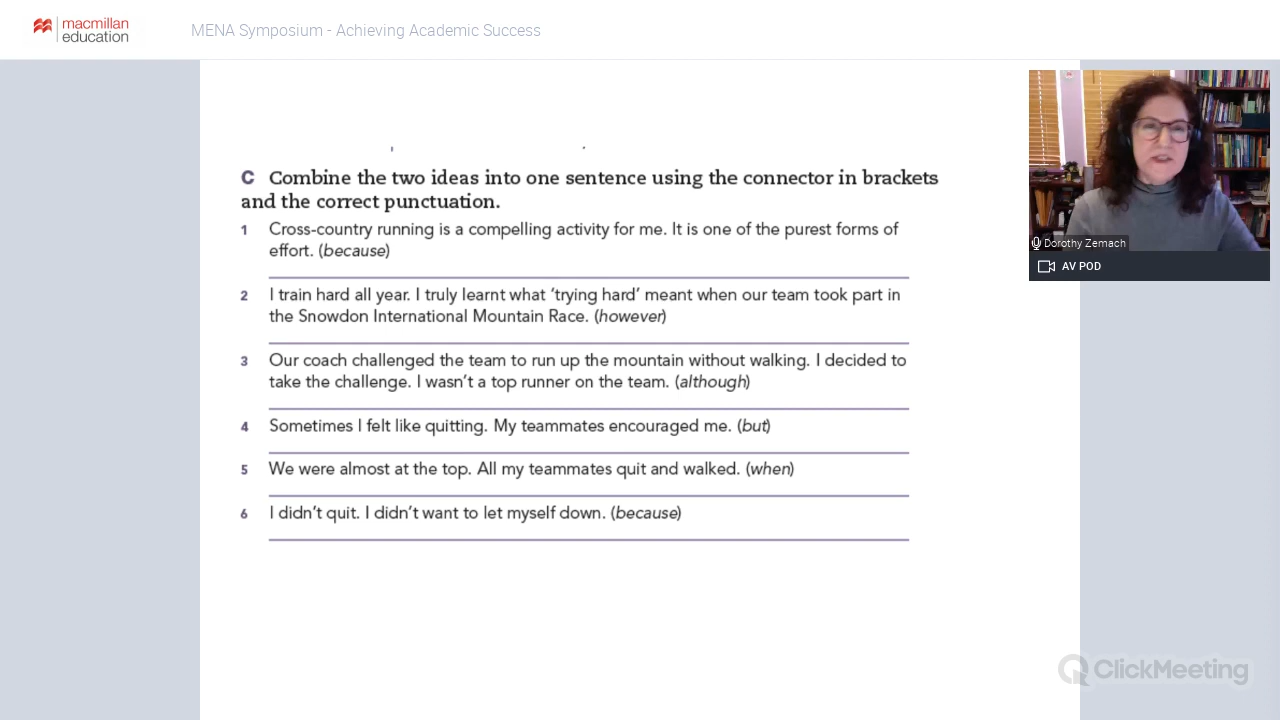 macmillan
education
MENA Symposium - Achieving Academic Success
C Combine the two ideas into one sentence using the connector in brackets
and the correct punctuation.
1 Cross-country running is a compelling activity for me. It is one of the purest forms of
effort. (because)
2 I train hard all year. I truly learnt what ‘trying hard’ meant when our team took part in
the Snowdon International Mountain Race. (however)
3 Our coach challenged the team to run up the mountain without walking. I decided to
take the challenge. I wasn’t a top runner on the team. (although)
4 Sometimes I felt like quitting. My teammates encouraged me. (but)
5 We were almost at the top. All my teammates quit and walked. (when)
6 I didn’t quit. I didn’t want to let myself down. (because)
Dorothy Zemach
AV POD
ClickMeeting